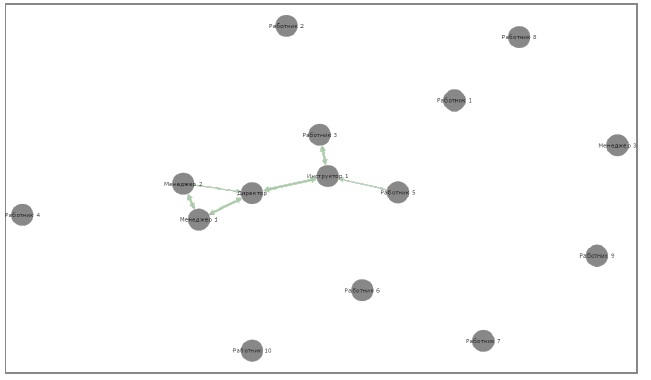 Работник 2
Работник 8
Работник 1
Работник 3
Менеджер 3
Инструктор 1
Менеджер 2
Директор
Работник 5
Работник 4
Менеджер 1
Работник 9
Работник 6
Работник 7
Работник 10